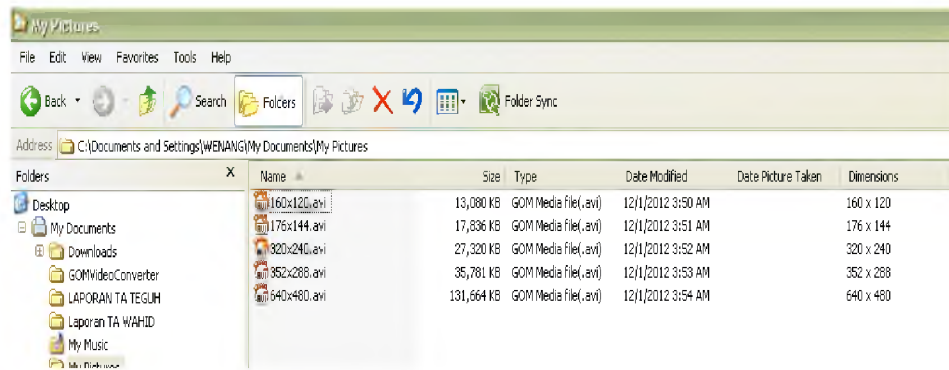 My Pictures
File Edit View Favorites Tools Help
Back Search Folders Folder Sync
Address C:\Documents and Settings\WENANG\My Documents\My Pictures
Folders X Name Size Type Date Modified Date Picture Taken Dimensions
Desktop 160x120.avi 13,080 KB GOM Media file(.avi) 12/1/2012 3:50 AM 160 x 120
My Documents 176x144.avi 17,836 KB GOM Media file(.avi) 12/1/2012 3:51 AM 176 x 144
Downloads 320x240.avi 27,320 KB GOM Media file(.avi) 12/1/2012 3:52 AM 320 x 240
GOMVideoConverter 352x288.avi 35,781 KB GOM Media file(.avi) 12/1/2012 3:53 AM 352 x 288
LAPORAN TA TEGUH 640x480.avi 131,664 KB GOM Media file(.avi) 12/1/2012 3:54 AM 640 x 480
Laporan TA WAHID
My Music
My Pictures